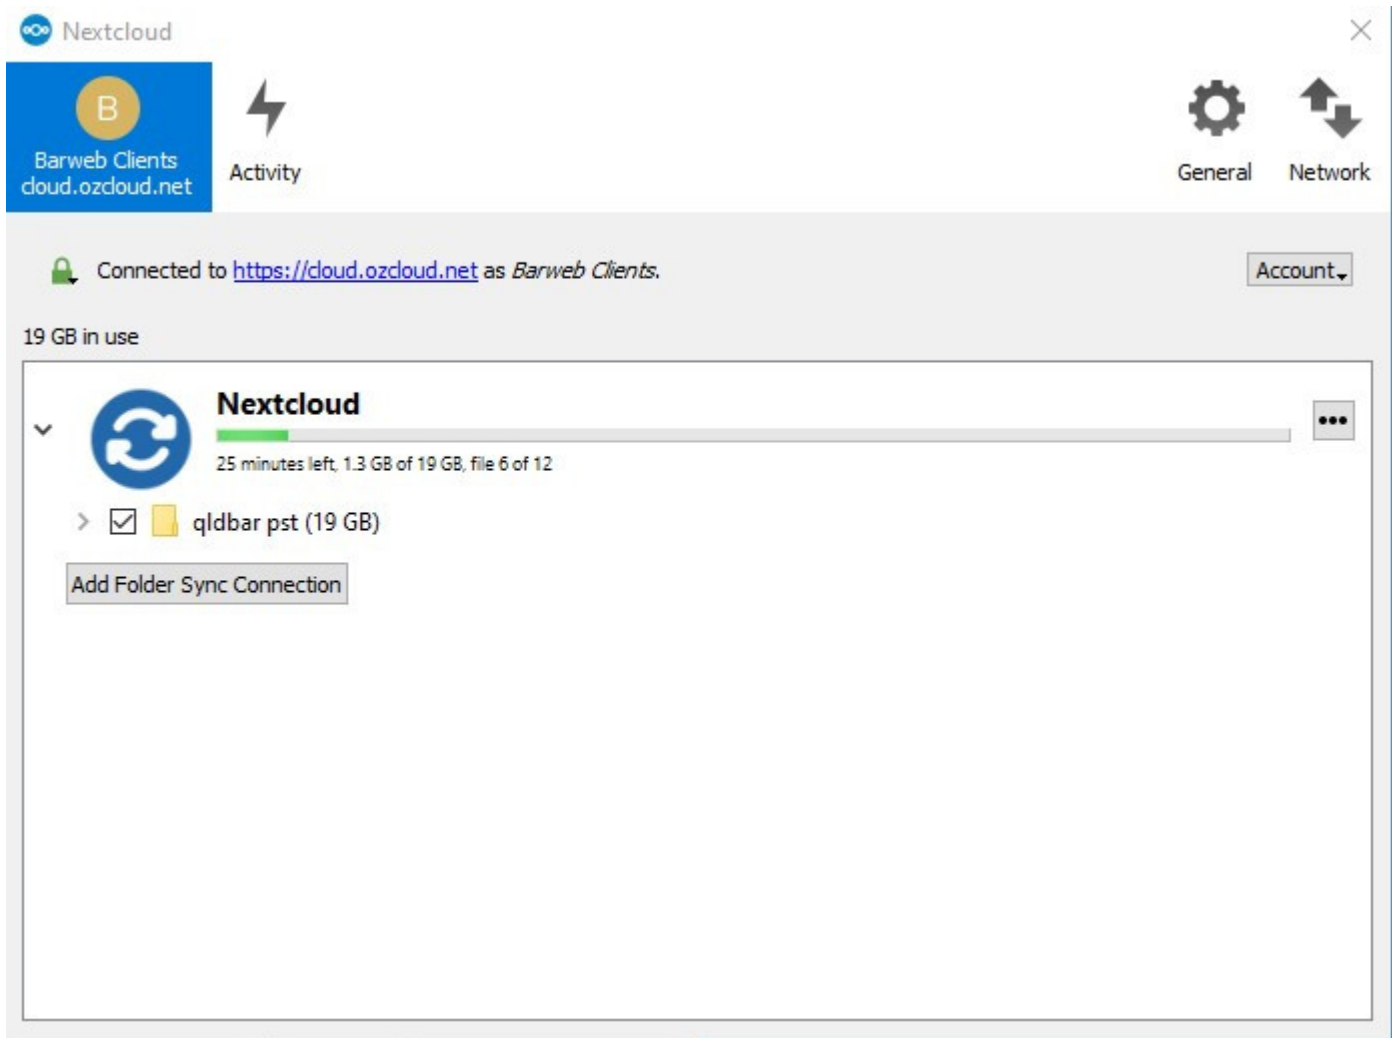 Nextcloud
B
Barweb Clients
cloud.ozcloud.net
Activity
General
Network
Connected to https://cloud.ozcloud.net as Barweb Clients.
Account
19 GB in use
Nextcloud
25 minutes left, 1.3 GB of 19 GB, file 6 of 12
qldbar pst (19 GB)
Add Folder Sync Connection